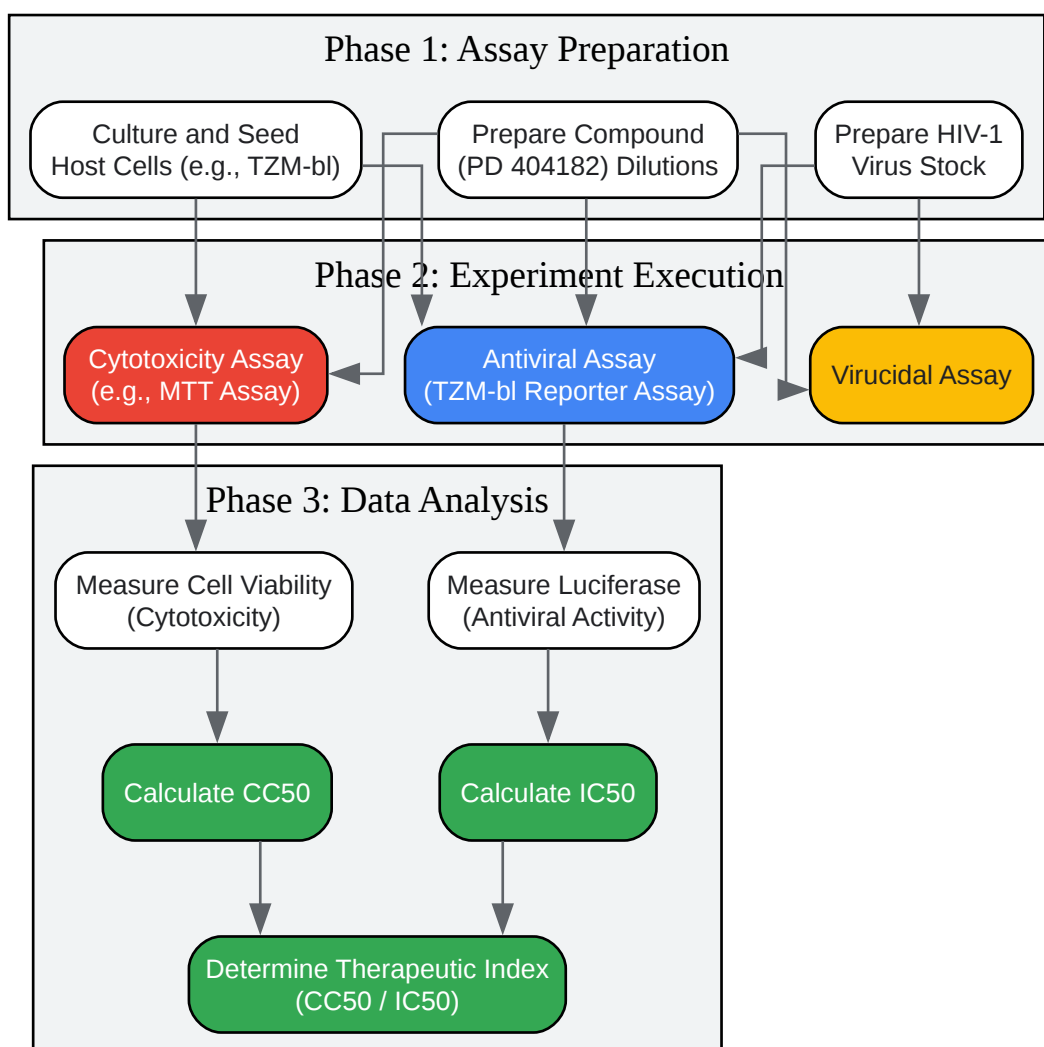 Phase 1: Assay Preparation
Culture and Seed
Host Cells (e.g., TZM-bl)
Prepare Compound
(PD 404182) Dilutions
Prepare HIV-1
Virus Stock
Phase 2: Experiment Execution
Cytotoxicity Assay
(e.g., MTT Assay)
Antiviral Assay
(TZM-bl Reporter Assay)
Virucidal Assay
Phase 3: Data Analysis
Measure Cell Viability
(Cytotoxicity)
Measure Luciferase
(Antiviral Activity)
Calculate CC50
Calculate IC50
Determine Therapeutic Index
(CC50 / IC50)